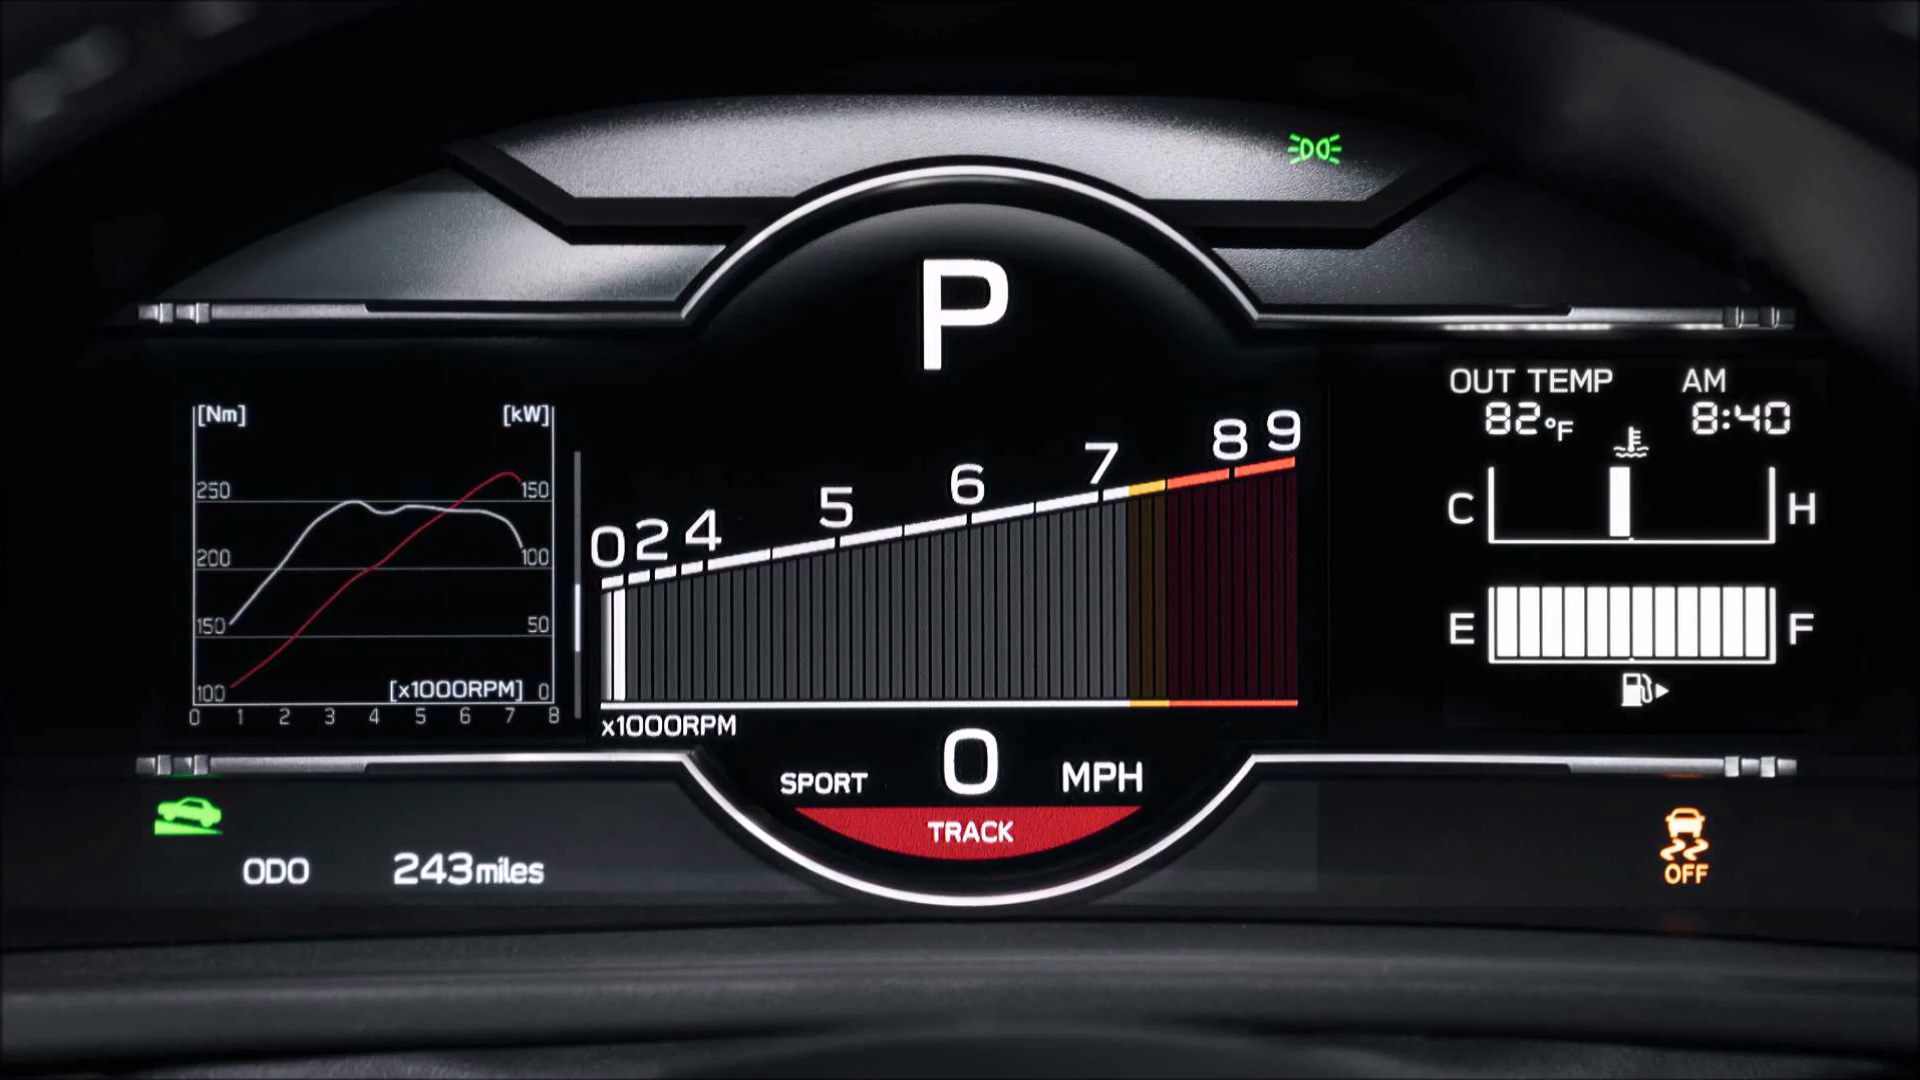 P
OUT TEMP
AM
82°F
8:40
[Nm]
[kW]
250
150
200
100
150
50
100
[x1000RPM]
0
0 1 2 3 4 5 6 7 8
0 2 4 5 6 7 8 9
x1000RPM
C
H
E
F
SPORT
0
MPH
TRACK
ODO
243miles
OFF